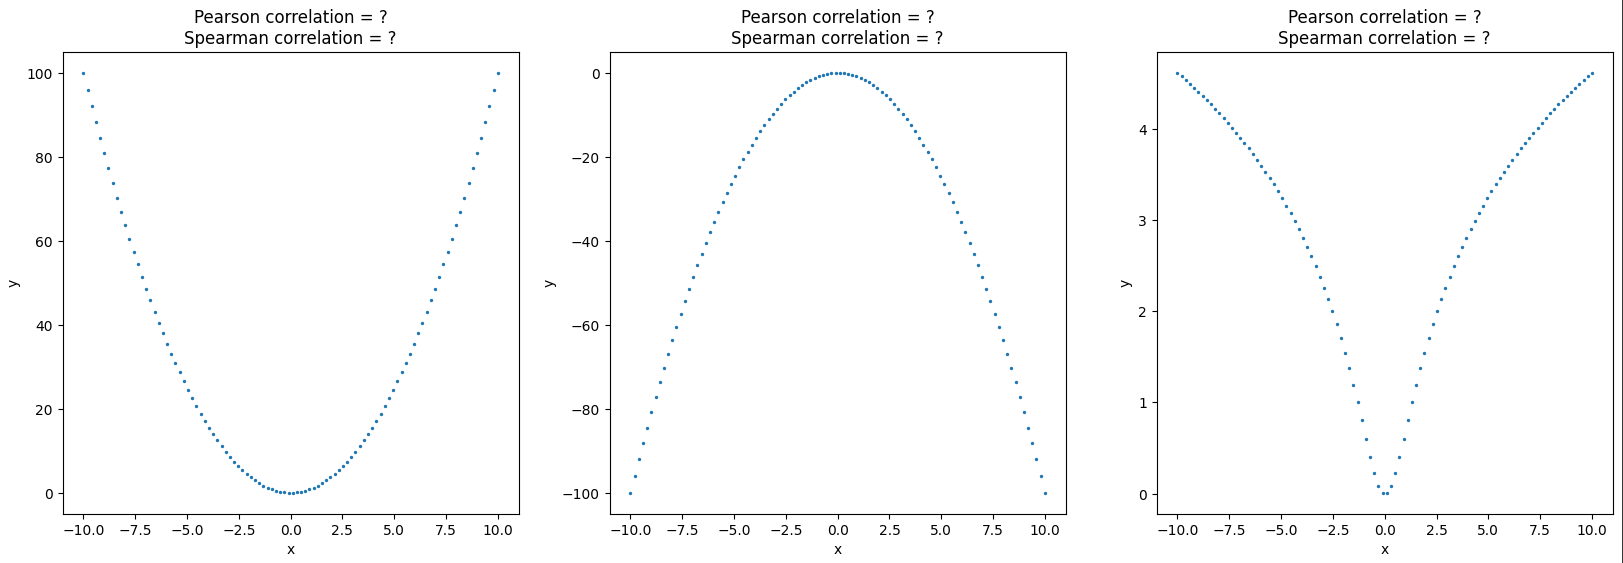 Pearson correlation = ?
Spearman correlation = ?
100
80
60
40
20
0
y
−10.0 −7.5 −5.0 −2.5 0.0 2.5 5.0 7.5 10.0
x
Pearson correlation = ?
Spearman correlation = ?
0
−20
−40
−60
−80
−100
y
−10.0 −7.5 −5.0 −2.5 0.0 2.5 5.0 7.5 10.0
x
Pearson correlation = ?
Spearman correlation = ?
4
3
2
1
0
y
−10.0 −7.5 −5.0 −2.5 0.0 2.5 5.0 7.5 10.0
x